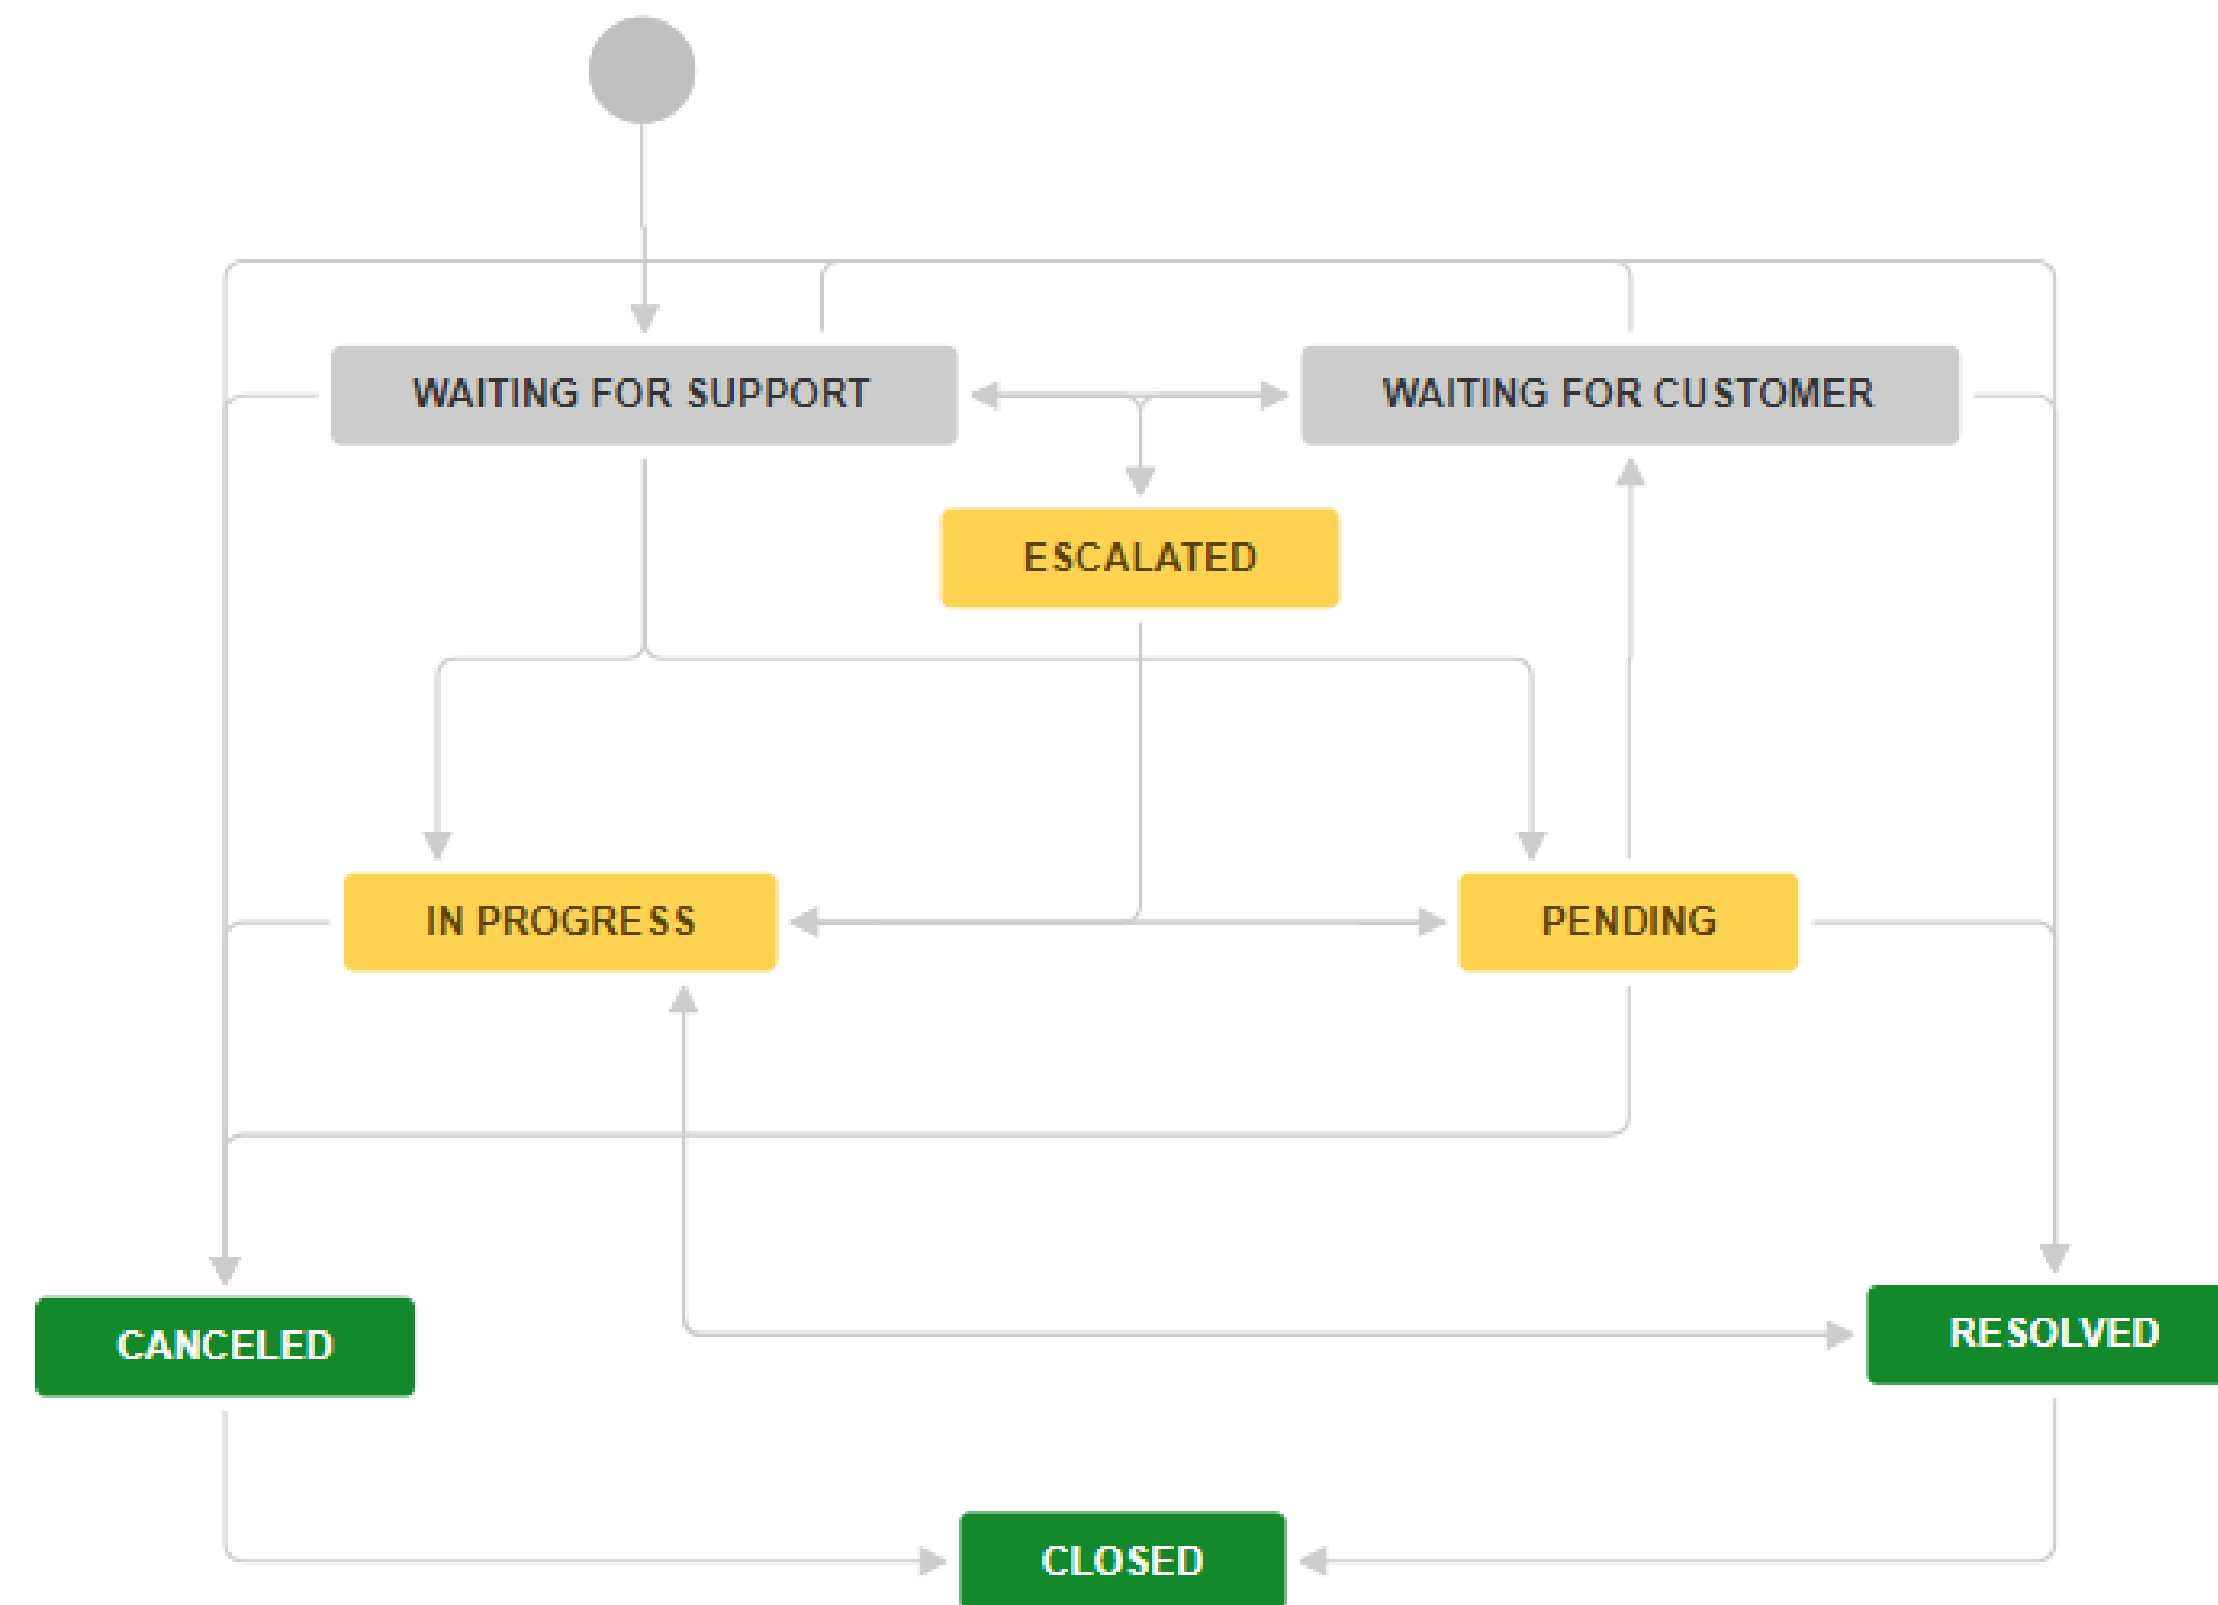 WAITING FOR SUPPORT
WAITING FOR CUSTOMER
ESCALATED
IN PROGRESS
PENDING
CANCELED
RESOLVED
CLOSED